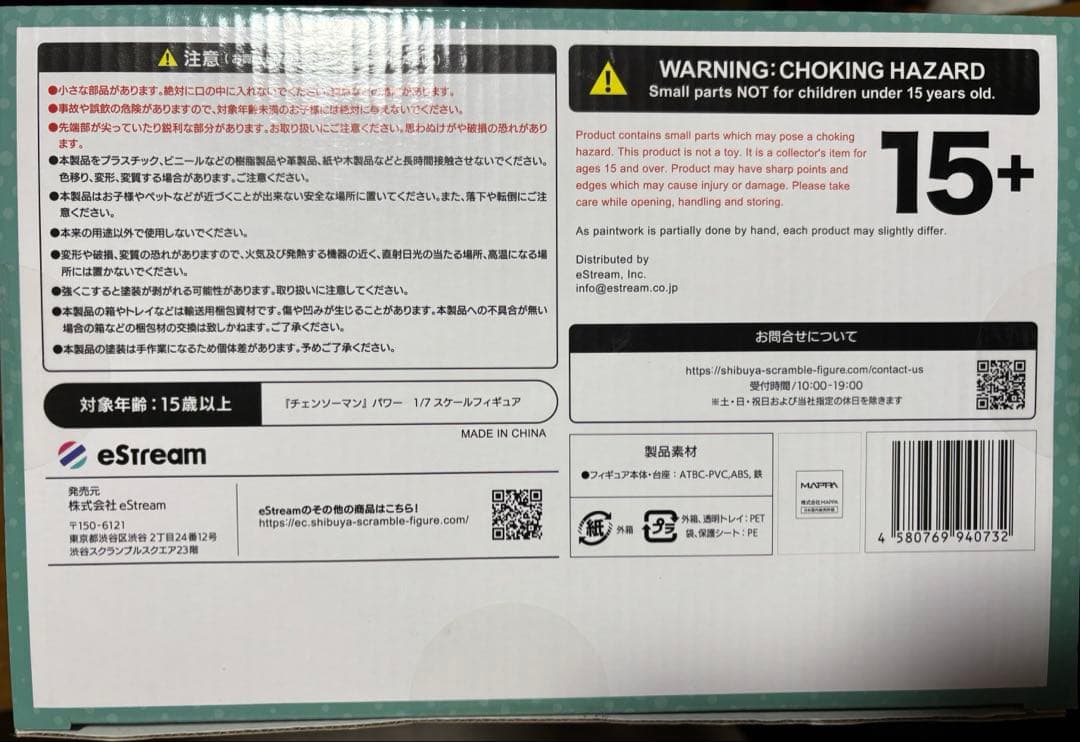 注意
●小さな部品があります。絶対に口の中に入れないでください。
●事故や誤飲の危険がありますので、対象年齢未満のお子様には絶対に与えないでください。
●先端部が尖っていたり鋭利な部分があります。お取り扱いにご注意ください。思わぬけがや破損の恐れがあり
ます。
●本製品をプラスチック、ビニールなどの樹脂製品や革製品、紙や木製品などと長時間接触させないでください。
色移り、変形、変質する場合があります。ご注意ください。
●本製品はお子様やペットなどが近づくことが出来ない安全な場所に置いてください。また、落下や転倒にご注
意ください。
●本来の用途以外で使用しないでください。
●変形や破損、変質の恐れがありますので、火気及び発熱する機器の近く、直射日光の当たる場所、高温になる場
所には置かないでください。
●強くこすると塗装が剥がれる可能性があります。取り扱いに注意してください。
●本製品の箱やトレイなどは輸送用梱包資材です。傷や凹みが生じることがあります。本製品への不具合が無い
場合の箱などの梱包材の交換は致しかねます。ご了承ください。
●本製品の塗装は手作業になるため個体差があります。予めご了承ください。
対象年齢：15歳以上
『チェンソーマン』パワー 1/7 スケールフィギュア
MADE IN CHINA
eStream
発売元
株式会社 eStream
〒150-6121
東京都渋谷区渋谷 2丁目24番12号
渋谷スクランブルスクエア23階
eStreamのその他の商品はこちら!
https://ec.shibuya-scramble-figure.com/
WARNING: CHOKING HAZARD
Small parts NOT for children under 15 years old.
Product contains small parts which may pose a choking
hazard. This product is not a toy. It is a collector's item for
ages 15 and over. Product may have sharp points and
edges which may cause injury or damage. Please take
care while opening, handling and storing.
15+
As paintwork is partially done by hand, each product may slightly differ.
Distributed by
eStream, Inc.
info@estream.co.jp
お問合せについて
https://shibuya-scramble-figure.com/contact-us
受付時間/10:00-19:00
※土・日・祝日および当社指定の休日を除きます
製品素材
●フィギュア本体・台座：ATBC-PVC,ABS, 鉄
紙 外箱
プラ 外箱、透明トレイ：PET
袋、保護シート：PE
MAPPA
株式会社MAPPA
4 580769 940732